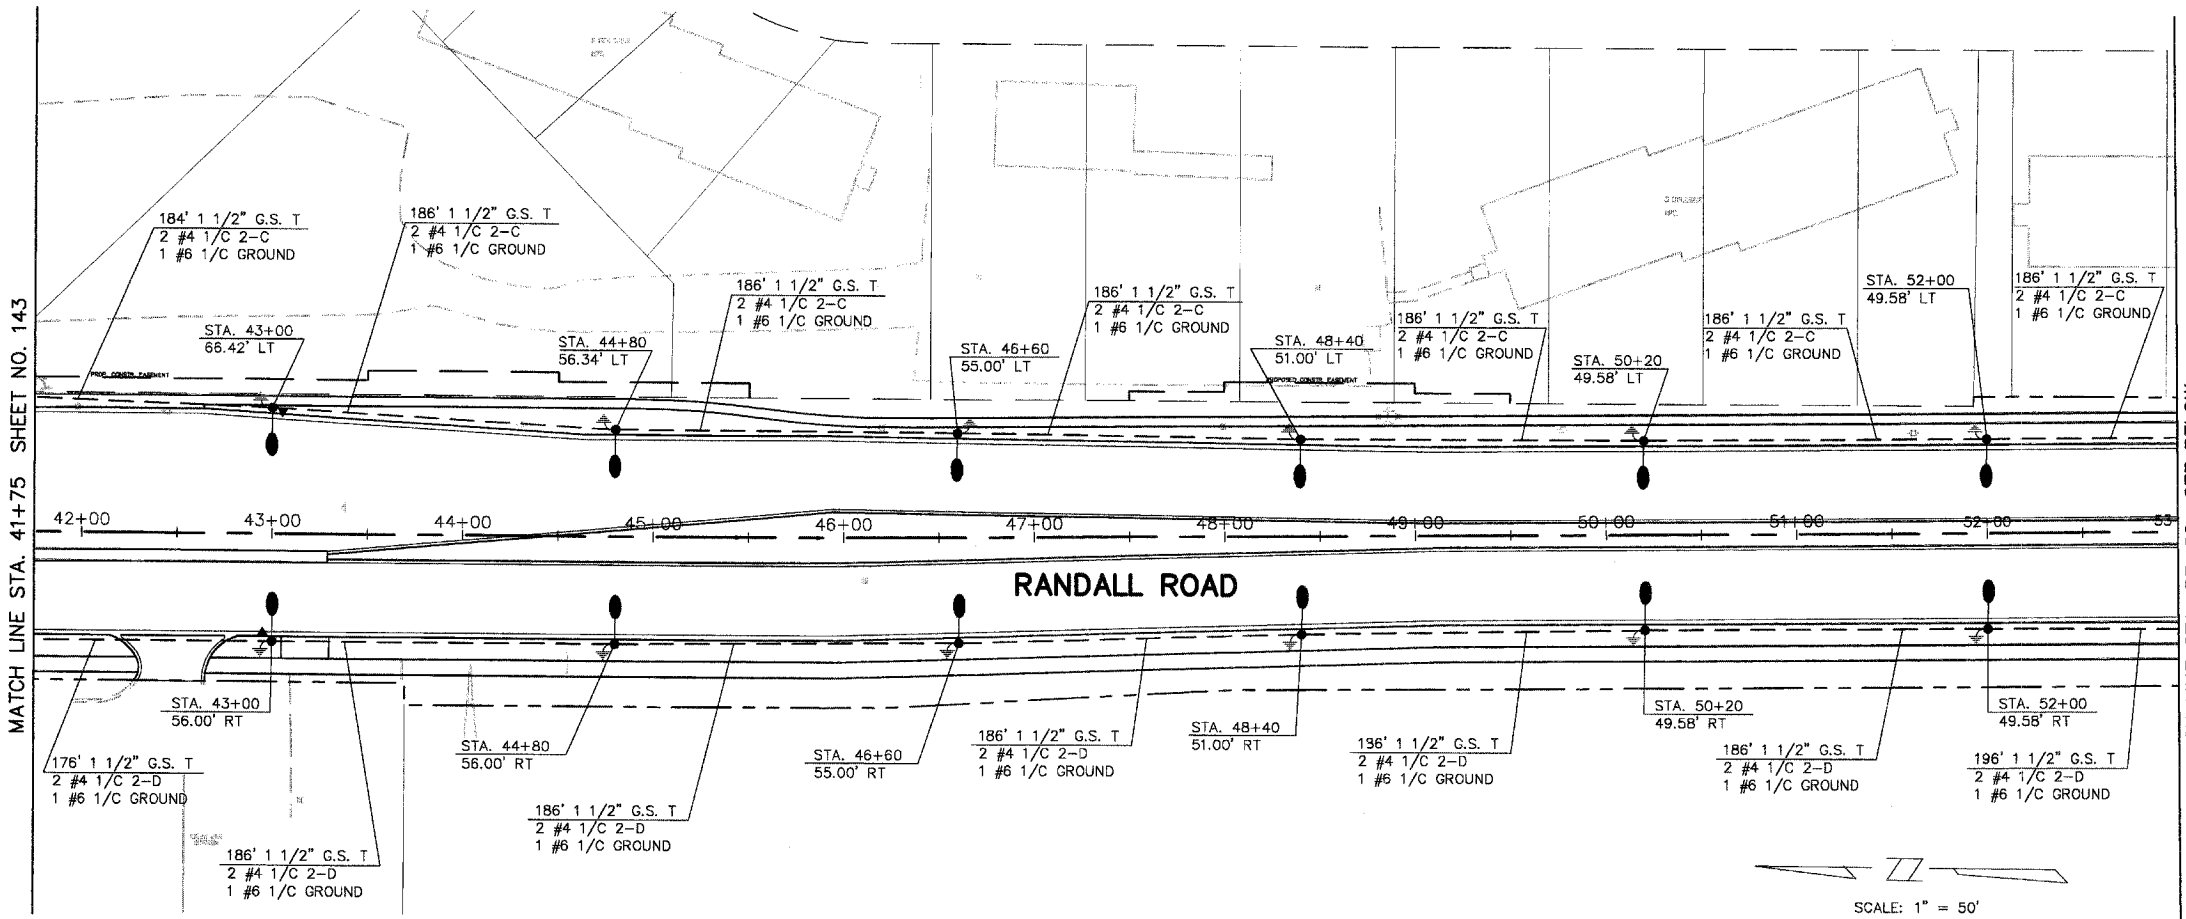 MATCH LINE STA. 41+75 SHEET NO. 143
184' 1 1/2" G.S. T
2 #4 1/C 2-C
1 #6 1/C GROUND
186' 1 1/2" G.S. T
2 #4 1/C 2-C
1 #6 1/C GROUND
186' 1 1/2" G.S. T
2 #4 1/C 2-C
1 #6 1/C GROUND
186' 1 1/2" G.S. T
2 #4 1/C 2-C
1 #6 1/C GROUND
186' 1 1/2" G.S. T
2 #4 1/C 2-C
1 #6 1/C GROUND
186' 1 1/2" G.S. T
2 #4 1/C 2-C
1 #6 1/C GROUND
186' 1 1/2" G.S. T
2 #4 1/C 2-C
1 #6 1/C GROUND
STA. 43+00
66.42' LT
STA. 44+80
56.34' LT
STA. 46+60
55.00' LT
STA. 48+40
51.00' LT
STA. 50+20
49.58' LT
STA. 52+00
49.58' LT
PROP. CONSTR. EASEMENT
PROPOSED CONSTR. EASEMENT
42+00
43+00
44+00
45+00
46+00
47+00
48+00
49+00
50+00
51+00
52+00
53
RANDALL ROAD
STA. 43+00
56.00' RT
STA. 44+80
56.00' RT
STA. 46+60
55.00' RT
STA. 48+40
51.00' RT
STA. 50+20
49.58' RT
STA. 52+00
49.58' RT
176' 1 1/2" G.S. T
2 #4 1/C 2-D
1 #6 1/C GROUND
186' 1 1/2" G.S. T
2 #4 1/C 2-D
1 #6 1/C GROUND
186' 1 1/2" G.S. T
2 #4 1/C 2-D
1 #6 1/C GROUND
186' 1 1/2" G.S. T
2 #4 1/C 2-D
1 #6 1/C GROUND
136' 1 1/2" G.S. T
2 #4 1/C 2-D
1 #6 1/C GROUND
186' 1 1/2" G.S. T
2 #4 1/C 2-D
1 #6 1/C GROUND
196' 1 1/2" G.S. T
2 #4 1/C 2-D
1 #6 1/C GROUND
SCALE: 1" = 50'